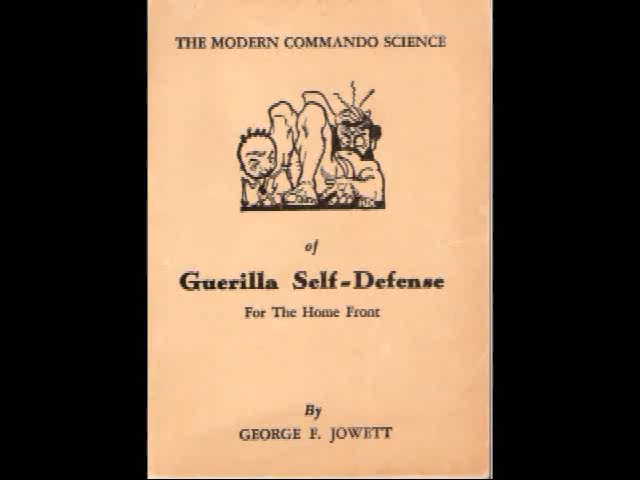 THE MODERN COMMANDO SCIENCE
of
Guerilla Self-Defense
For The Home Front
By
GEORGE F. JOWETT